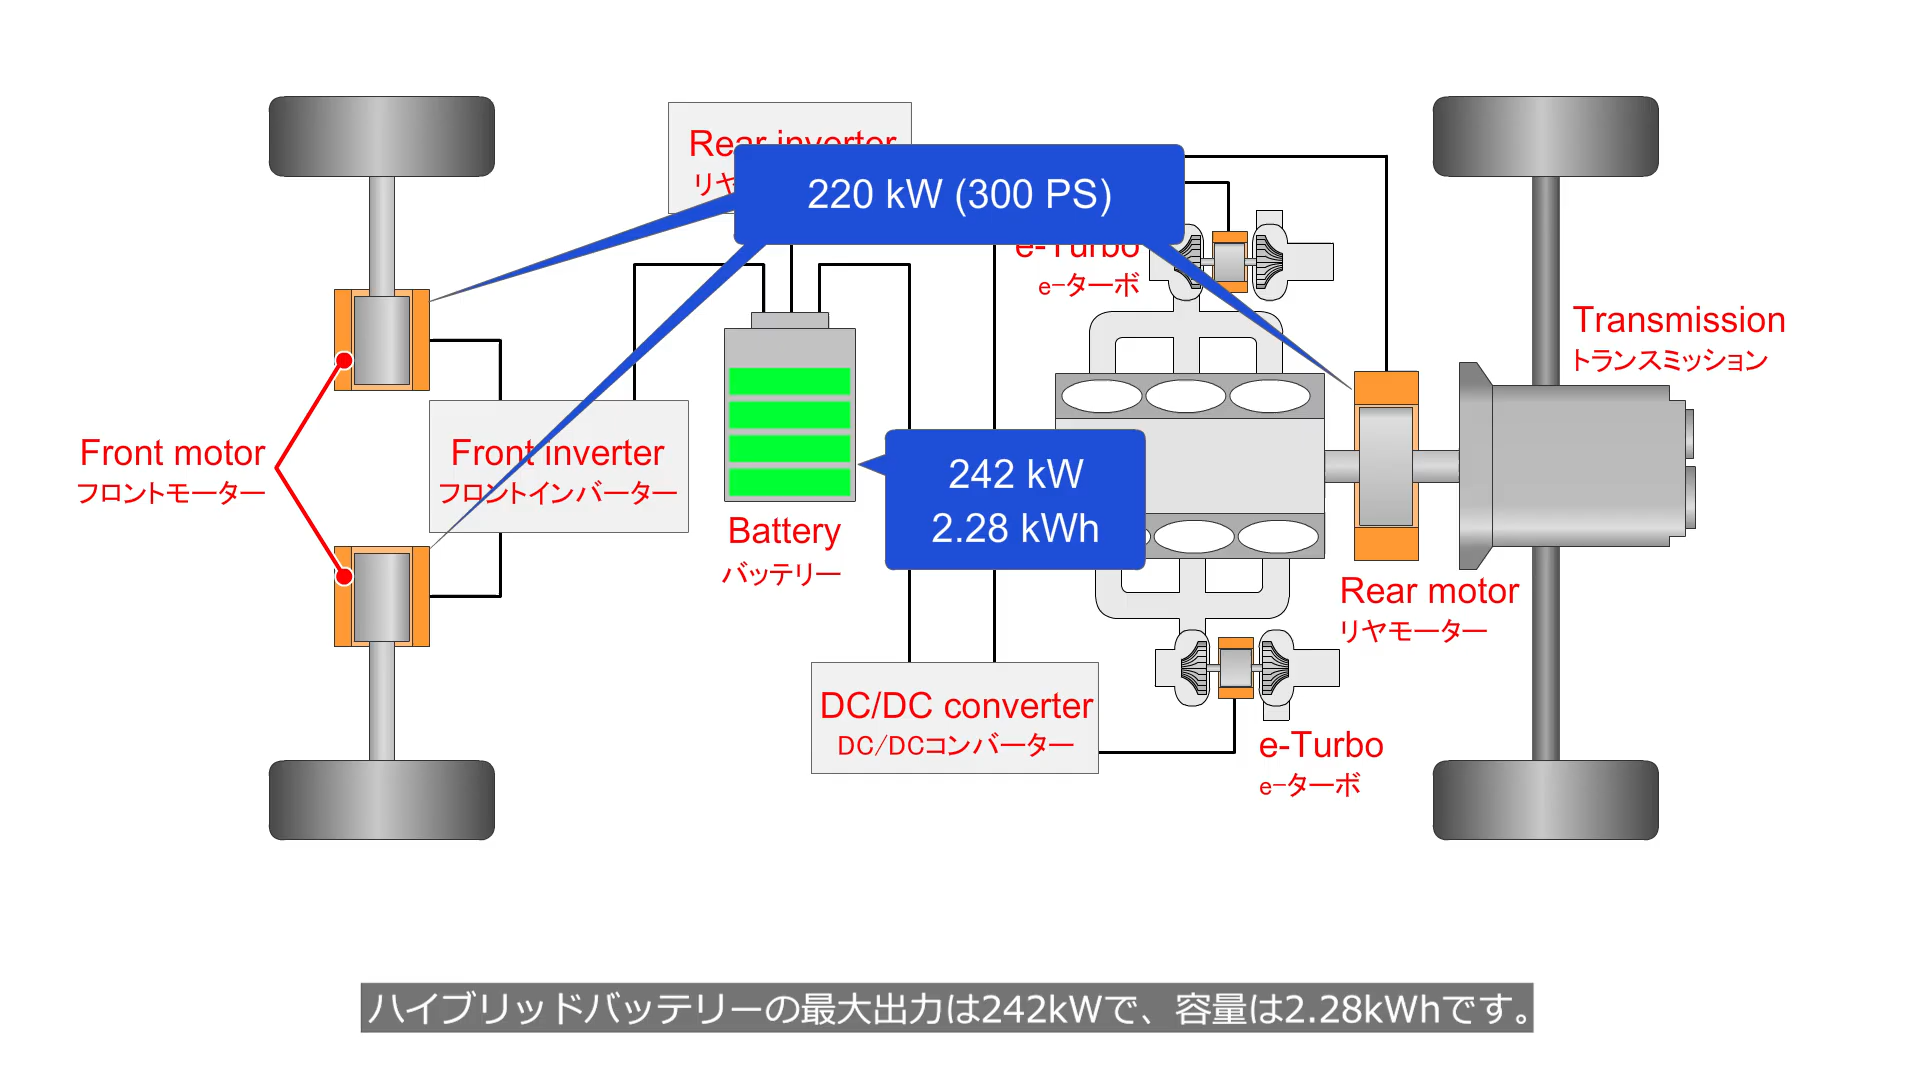 Rear inverter
リヤ
220 kW (300 PS)
e-Turbo
e-ターボ
Transmission
トランスミッション
Front motor
フロントモーター
Front inverter
フロントインバーター
242 kW
2.28 kWh
Battery
バッテリー
Rear motor
リヤモーター
DC/DC converter
DC/DCコンバーター
e-Turbo
e-ターボ
ハイブリッドバッテリーの最大出力は242kWで、容量は2.28kWhです。